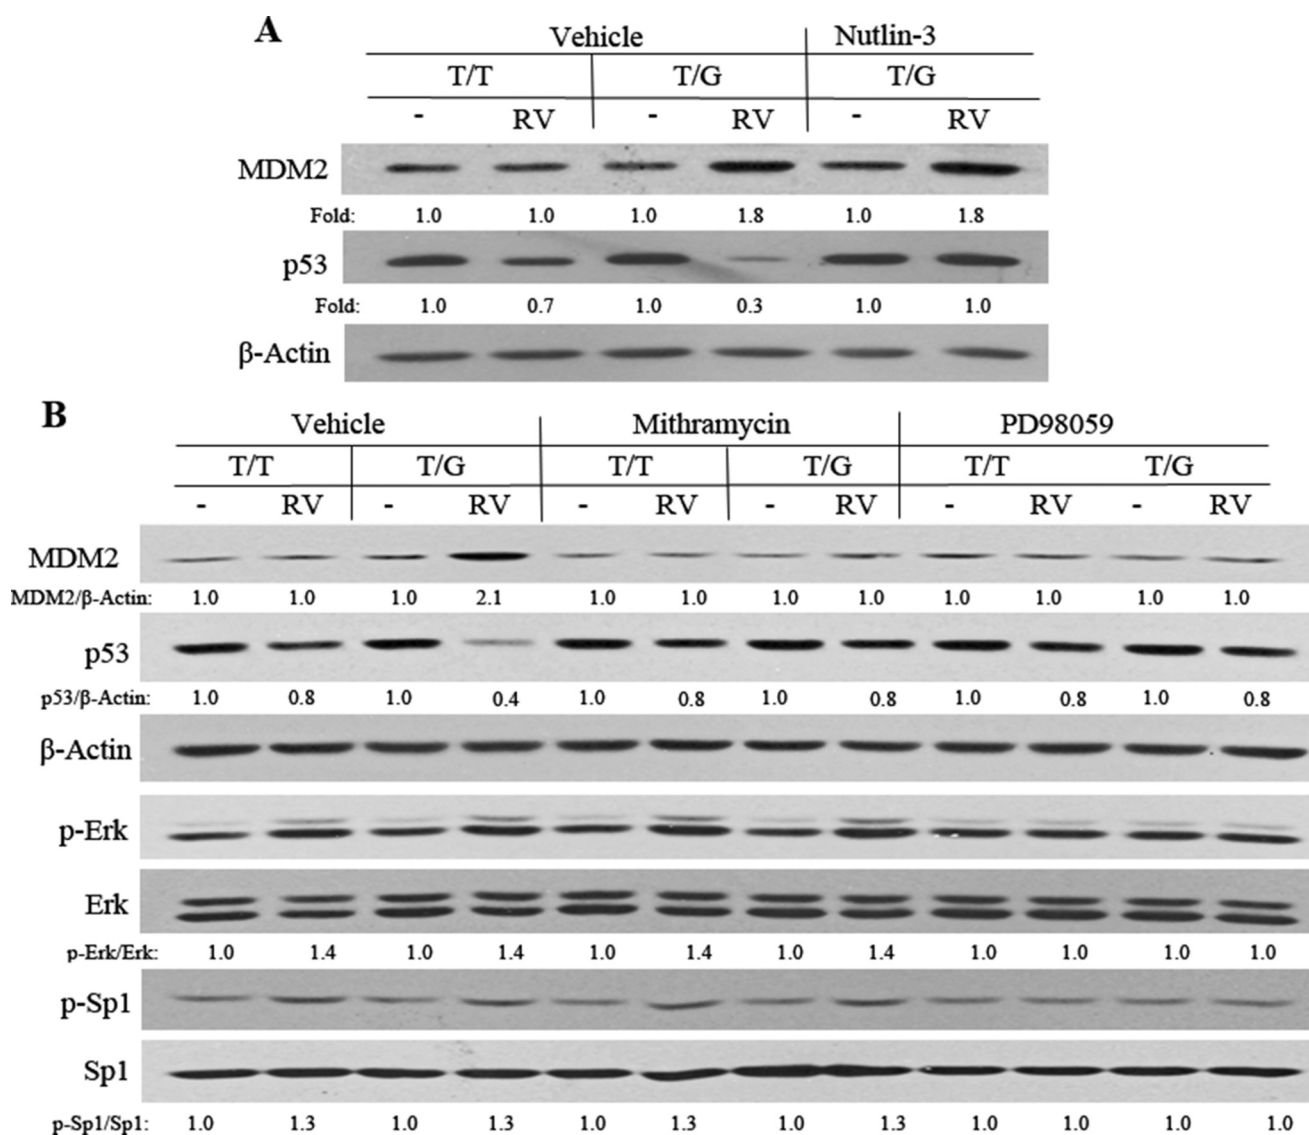 A
Vehicle Nutlin-3
T/T T/G T/G
- RV - RV - RV
MDM2
Fold: 1.0 1.0 1.0 1.8 1.0 1.8
p53
Fold: 1.0 0.7 1.0 0.3 1.0 1.0
β-Actin
B
Vehicle Mithramycin PD98059
T/T T/G T/T T/G T/T T/G
- RV - RV - RV - RV - RV - RV
MDM2
MDM2/β-Actin: 1.0 1.0 1.0 2.1 1.0 1.0 1.0 1.0 1.0 1.0 1.0 1.0
p53
p53/β-Actin: 1.0 0.8 1.0 0.4 1.0 0.8 1.0 0.8 1.0 0.8 1.0 0.8
β-Actin
p-Erk
Erk
p-Erk/Erk: 1.0 1.4 1.0 1.4 1.0 1.4 1.0 1.4 1.0 1.0 1.0 1.0
p-Sp1
Sp1
p-Sp1/Sp1: 1.0 1.3 1.0 1.3 1.0 1.3 1.0 1.3 1.0 1.0 1.0 1.0